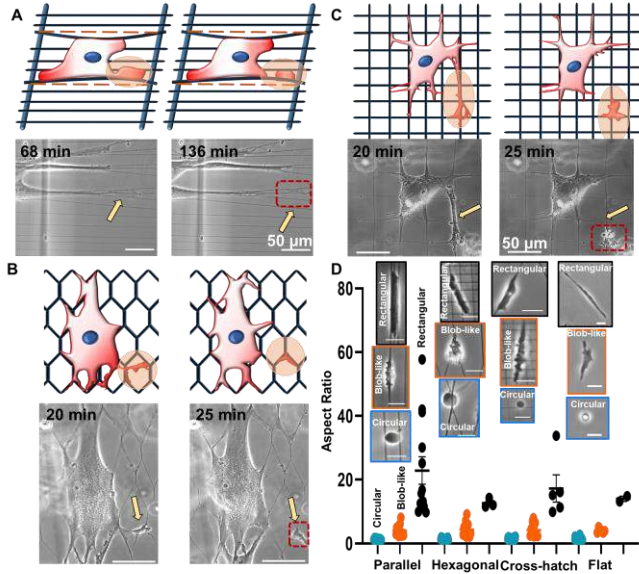 A
68 min
136 min
50 µm
B
20 min
25 min
C
20 min
25 min
50 µm
D
Aspect Ratio
80
60
40
20
10
0
Rectangular
Blob-like
Circular
Rectangular
Blob-like
Circular
Rectangular
Blob-like
Circular
Rectangular
Blob-like
Circular
Circular
Blob-like
Rectangular
Parallel
Hexagonal
Cross-hatch
Flat